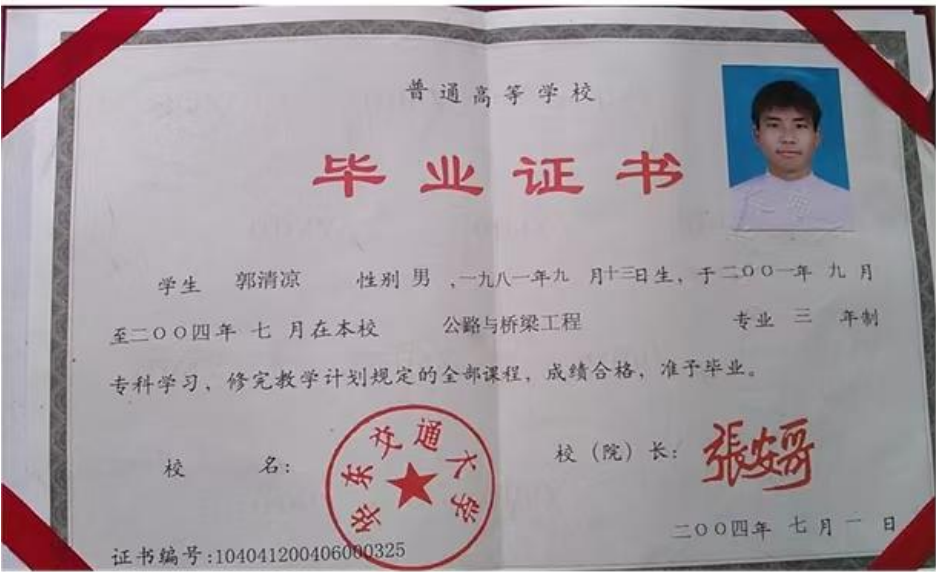 普通高等学校
毕业证书
学生 郭清凉 性别 男 、一九八一年九 月十三日生，于二〇〇一年 九 月
至二〇〇四年 七 月在本校 公路与桥梁工程 专业 三 年制
专科学习、修完教学计划规定的全部课程，成绩合格，准予毕业。
校 名：
华东交通大学
校（院）长：
張安哥
二〇〇四年 七 月 一 日
证书编号:104041200406000325